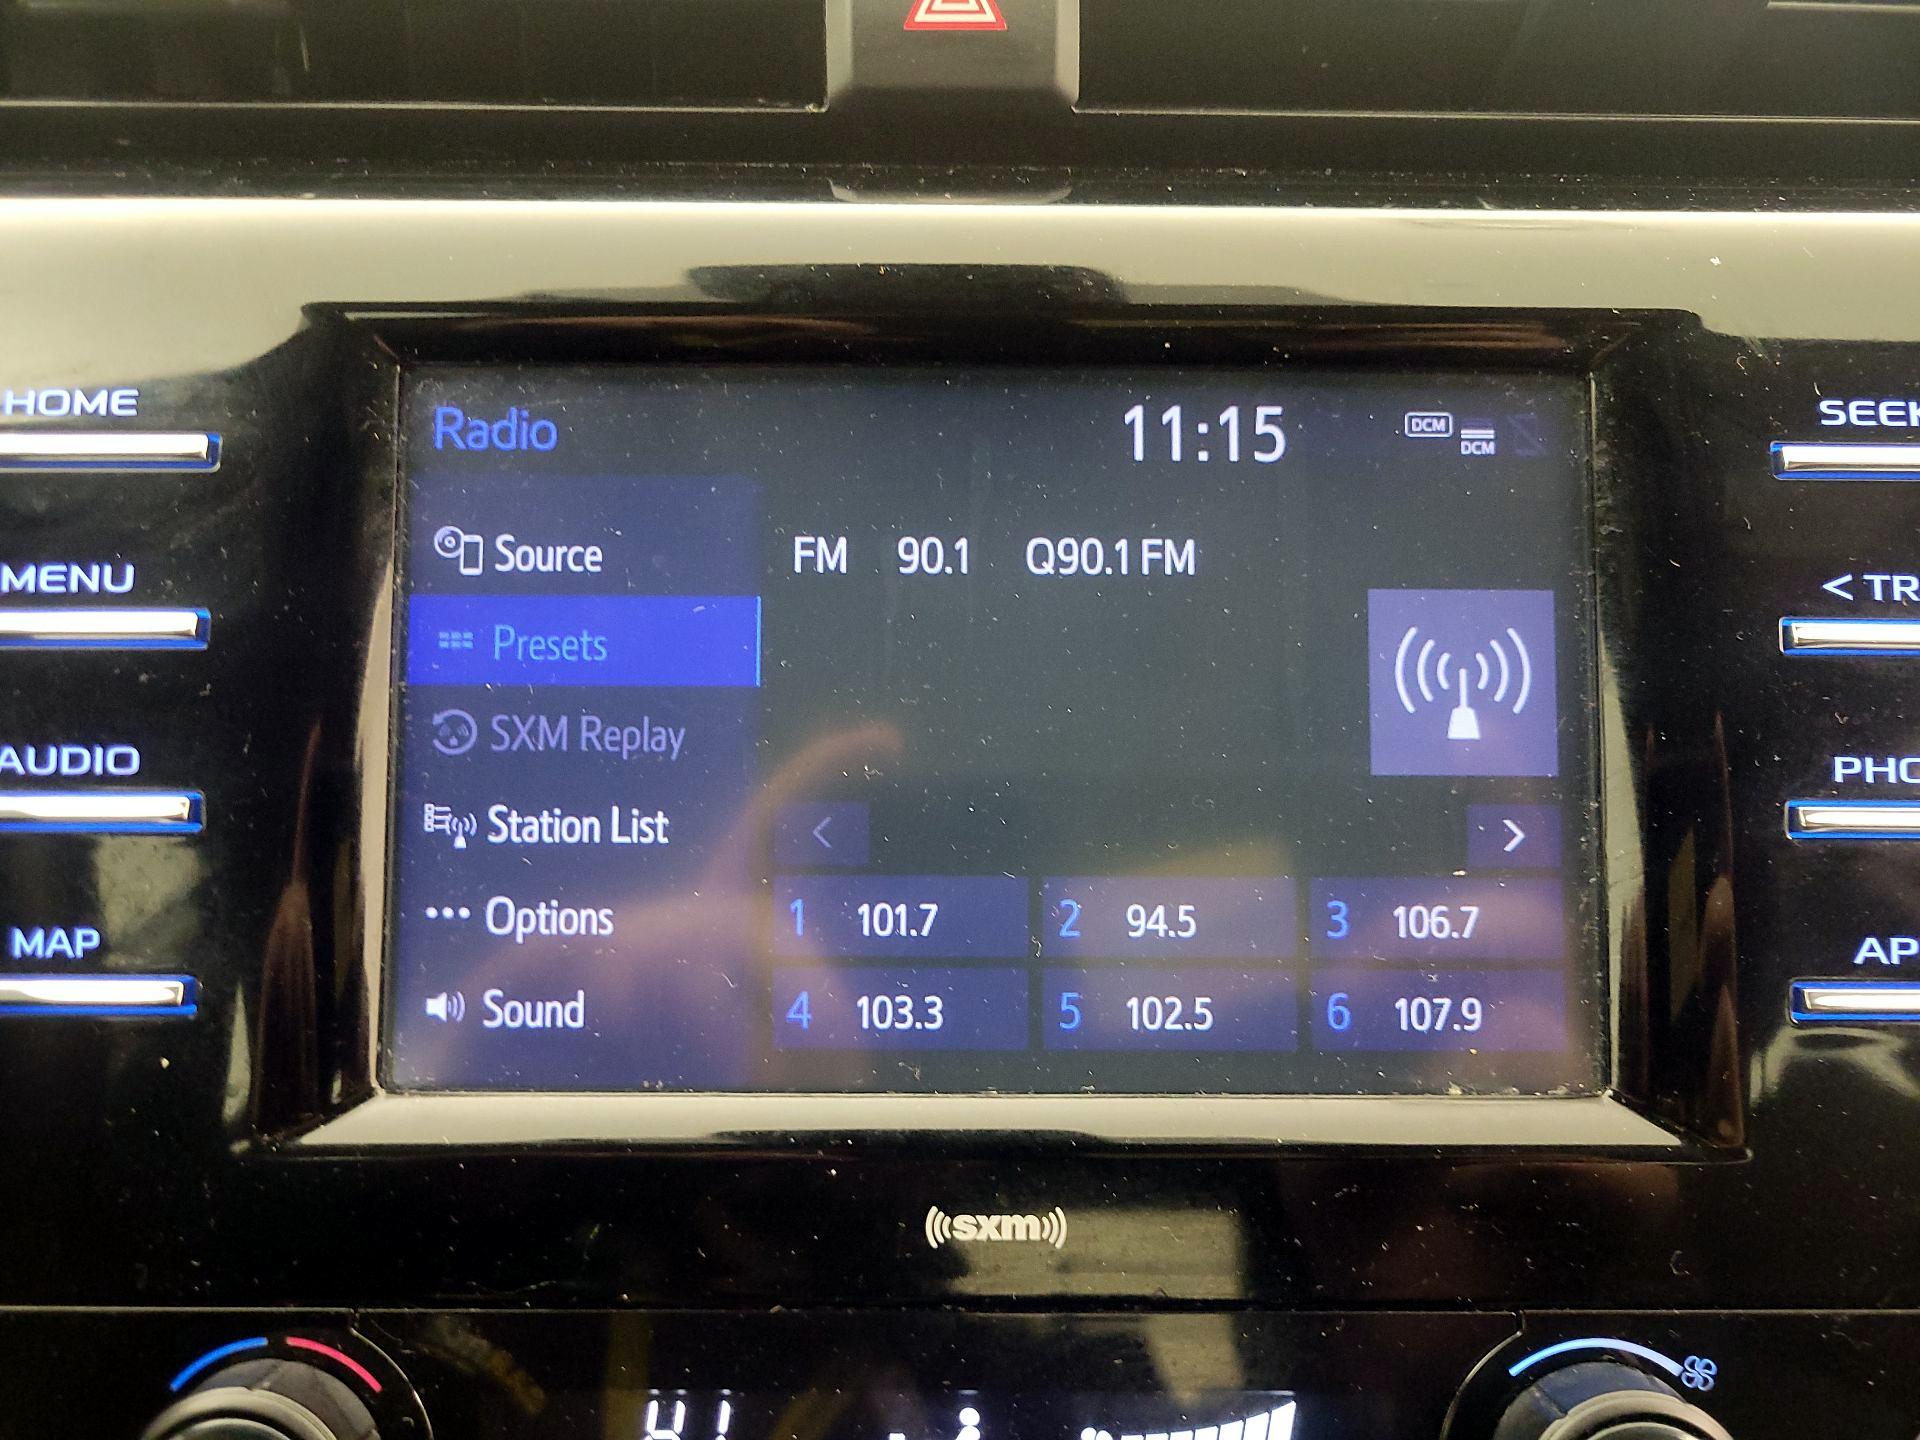 HOME
MENU
AUDIO
MAP
Radio
11:15
DCM
DCM
Source
Presets
SXM Replay
Station List
Options
Sound
FM 90.1 Q90.1 FM
<
>
1 101.7
2 94.5
3 106.7
4 103.3
5 102.5
6 107.9
SEEK
< TR
PHO
AP
((sxm))